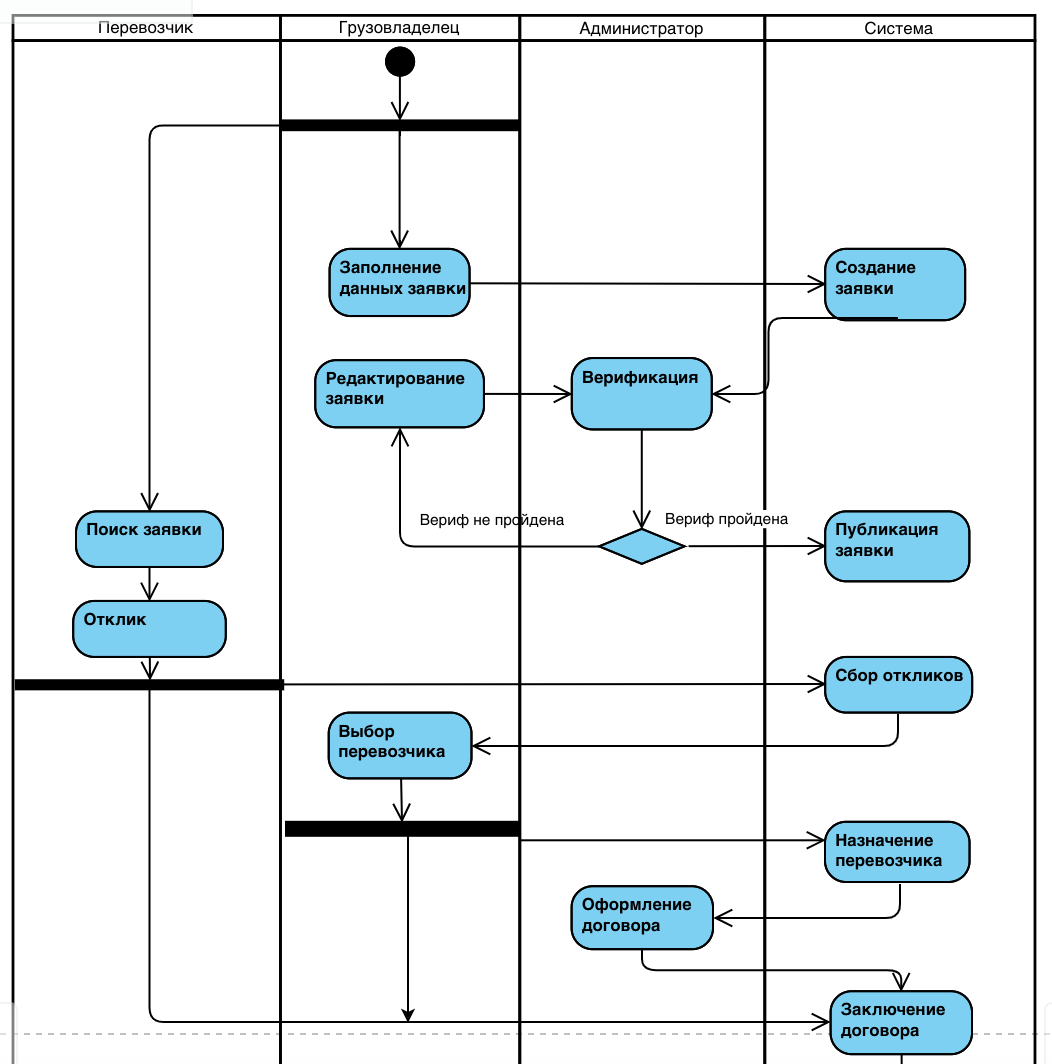 Перевозчик
Грузовладелец
Администратор
Система
Заполнение
данных заявки
Создание
заявки
Редактирование
заявки
Верификация
Вериф не пройдена
Вериф пройдена
Поиск заявки
Публикация
заявки
Отклик
Сбор откликов
Выбор
перевозчика
Назначение
перевозчика
Оформление
договора
Заключение
договора